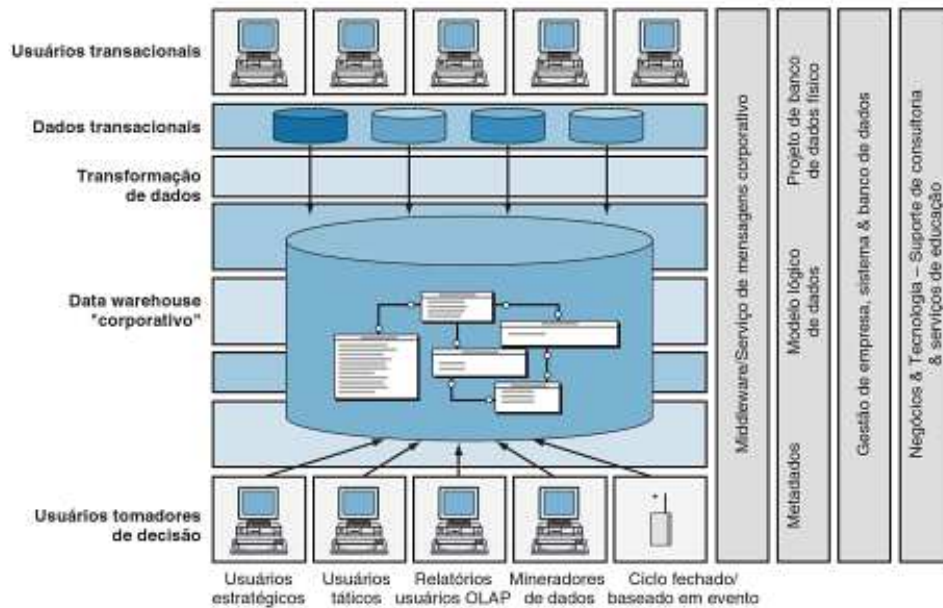 Usuários transacionais
Dados transacionais
Transformação
de dados
Data warehouse
"corporativo"
Usuários tomadores
de decisão
Usuários
estratégicos
Usuários
táticos
Relatórios
usuários OLAP
Mineradores
de dados
Ciclo fechado/
baseado em evento
Middleware/Serviço de mensagens corporativo
Metadados
Modelo lógico
de dados
Projeto de banco
de dados físico
Gestão de empresa, sistema & banco de dados
Negócios & Tecnologia – Suporte de consultoria
& serviços de educação